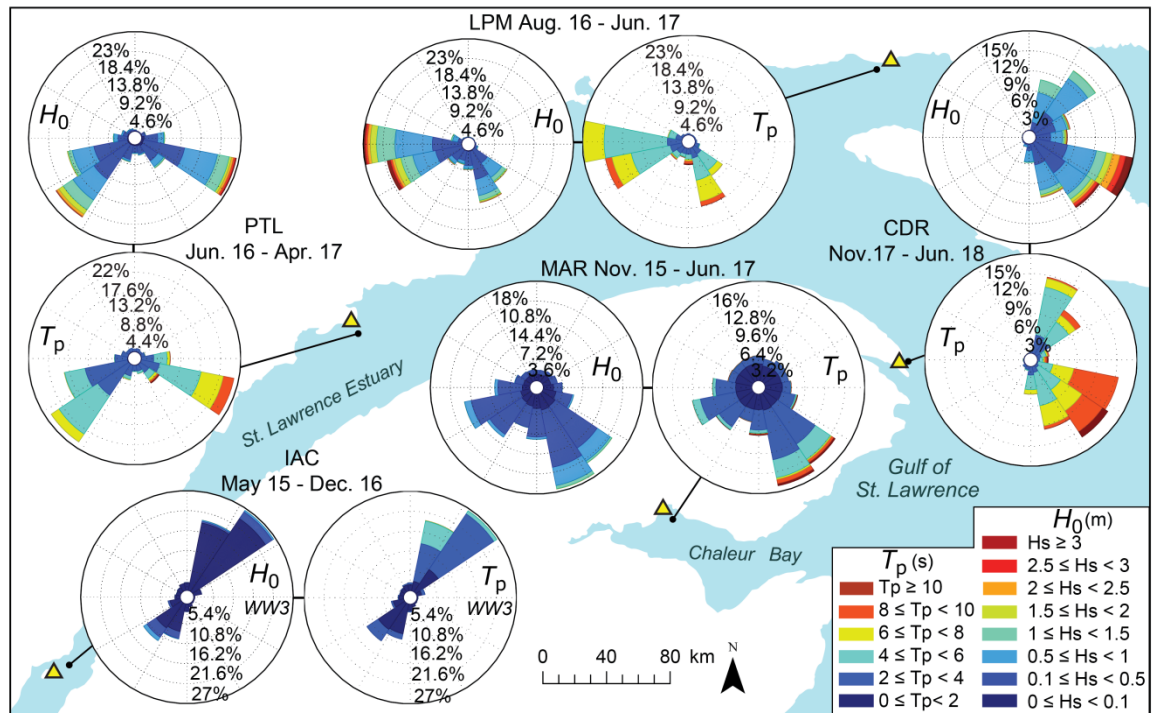 LPM Aug. 16 - Jun. 17
23%
18.4%
13.8%
9.2%
4.6%
H0
23%
18.4%
13.8%
9.2%
4.6%
H0
23%
18.4%
13.8%
9.2%
4.6%
Tp
15%
12%
9%
6%
3%
H0
PTL
Jun. 16 - Apr. 17
22%
17.6%
13.2%
8.8%
4.4%
Tp
MAR Nov. 15 - Jun. 17
18%
10.8%
14.4%
7.2%
3.6%
H0
16%
12.8%
9.6%
6.4%
3.2%
Tp
CDR
Nov.17 - Jun. 18
15%
12%
9%
6%
3%
Tp
St. Lawrence Estuary
IAC
May 15 - Dec. 16
H0
WW3
5.4%
10.8%
16.2%
21.6%
27%
Tp
WW3
5.4%
10.8%
16.2%
21.6%
27%
Gulf of
St. Lawrence
Chaleur Bay
N
0 40 80 km
Tp (s)
Tp ≥ 10
8 ≤ Tp < 10
6 ≤ Tp < 8
4 ≤ Tp < 6
2 ≤ Tp < 4
0 ≤ Tp< 2
H0 (m)
Hs ≥ 3
2.5 ≤ Hs < 3
2 ≤ Hs < 2.5
1.5 ≤ Hs < 2
1 ≤ Hs < 1.5
0.5 ≤ Hs < 1
0.1 ≤ Hs < 0.5
0 ≤ Hs < 0.1